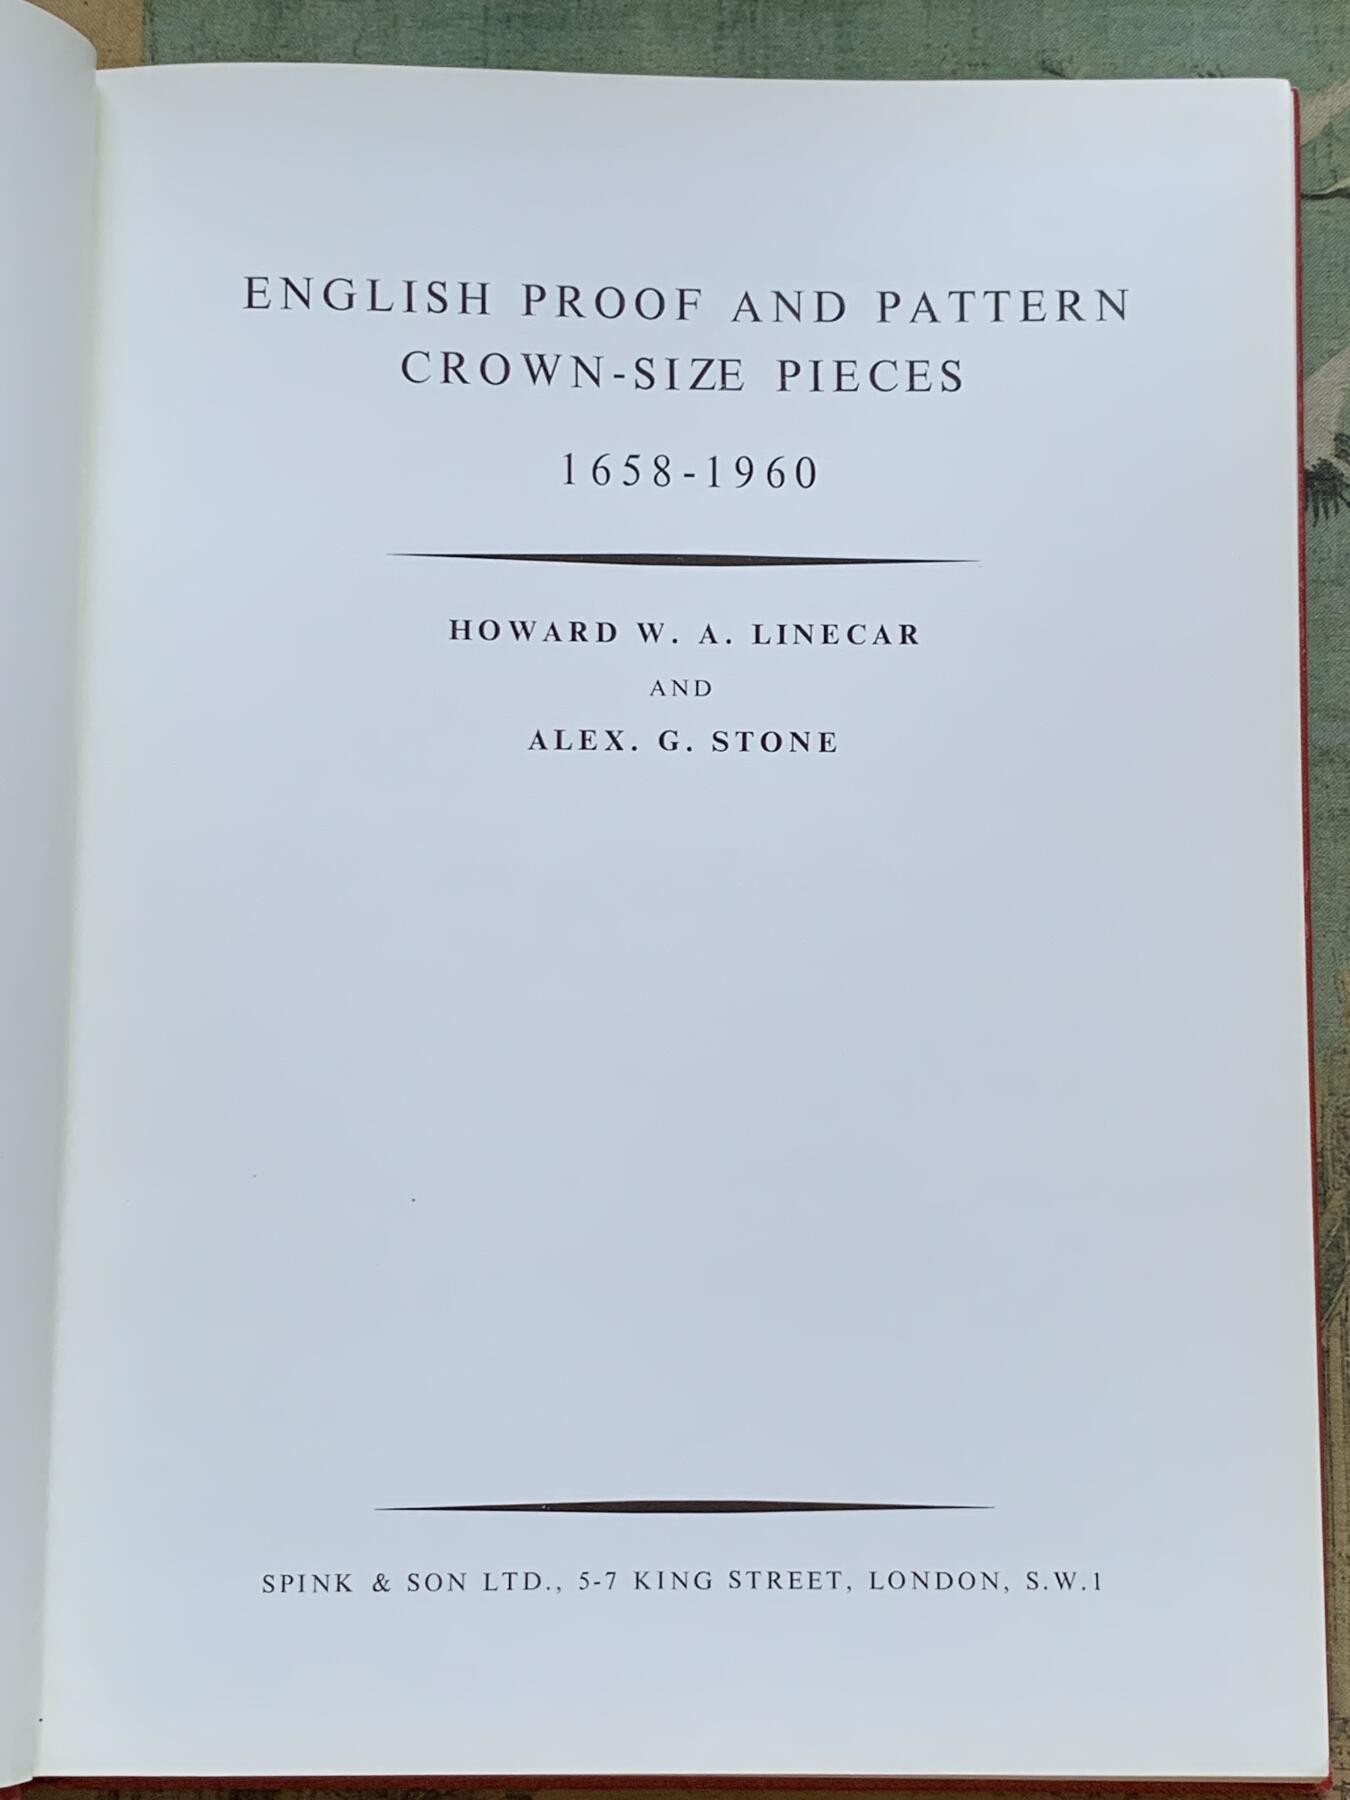 ENGLISH PROOF AND PATTERN
CROWN-SIZE PIECES
1658-1960
HOWARD W. A. LINECAR
AND
ALEX. G. STONE
SPINK & SON LTD., 5-7 KING STREET, LONDON, S.W.1